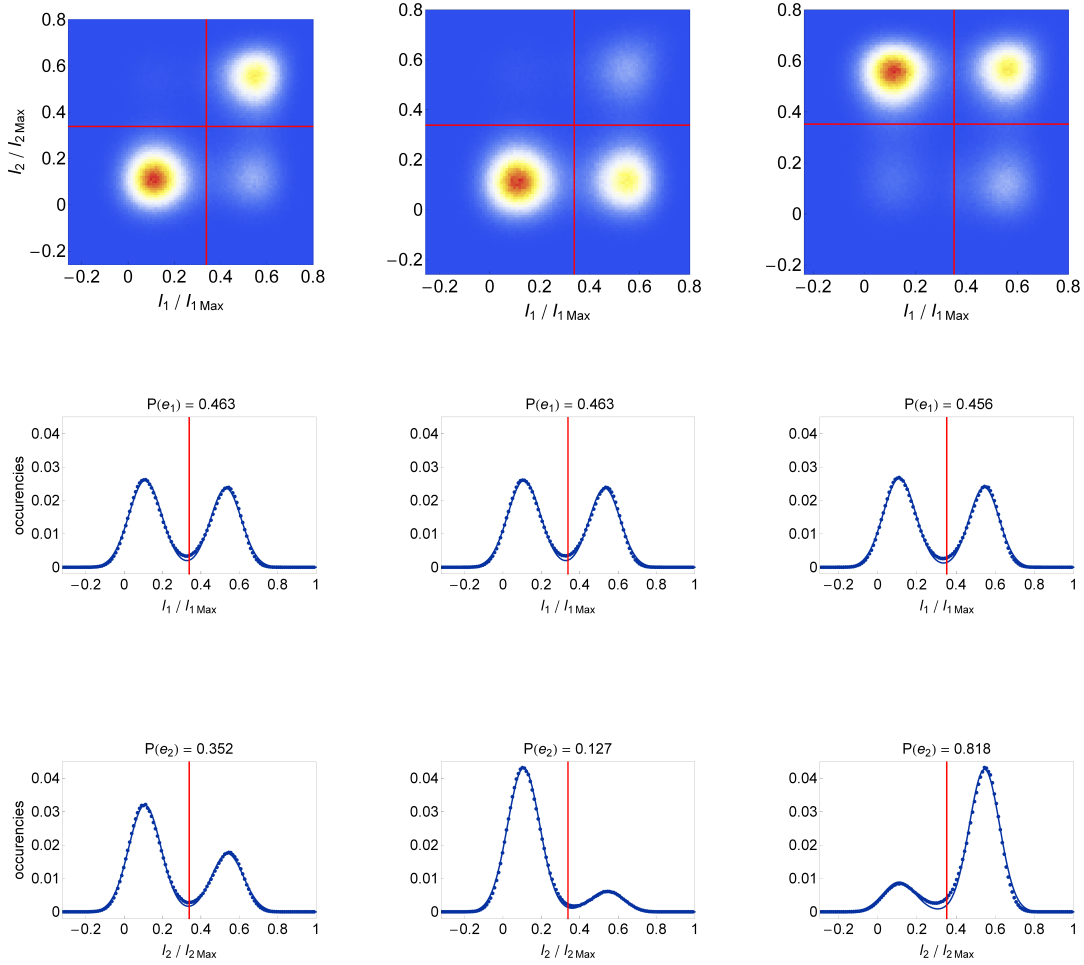 0.8 0.6 0.4 0.2 0 −0.2
I2 / I2 Max
−0.2 0 0.2 0.4 0.6 0.8
I1 / I1 Max
0.8 0.6 0.4 0.2 0 −0.2
−0.2 0 0.2 0.4 0.6 0.8
I1 / I1 Max
0.8 0.6 0.4 0.2 0 −0.2
−0.2 0 0.2 0.4 0.6 0.8
I1 / I1 Max
P(e1) = 0.463
0.04 0.03 0.02 0.01 0
occurencies
−0.2 0 0.2 0.4 0.6 0.8 1
I1 / I1 Max
P(e1) = 0.463
0.04 0.03 0.02 0.01 0
−0.2 0 0.2 0.4 0.6 0.8 1
I1 / I1 Max
P(e1) = 0.456
0.04 0.03 0.02 0.01 0
−0.2 0 0.2 0.4 0.6 0.8 1
I1 / I1 Max
P(e2) = 0.352
0.04 0.03 0.02 0.01 0
occurencies
−0.2 0 0.2 0.4 0.6 0.8 1
I2 / I2 Max
P(e2) = 0.127
0.04 0.03 0.02 0.01 0
−0.2 0 0.2 0.4 0.6 0.8 1
I2 / I2 Max
P(e2) = 0.818
0.04 0.03 0.02 0.01 0
−0.2 0 0.2 0.4 0.6 0.8 1
I2 / I2 Max